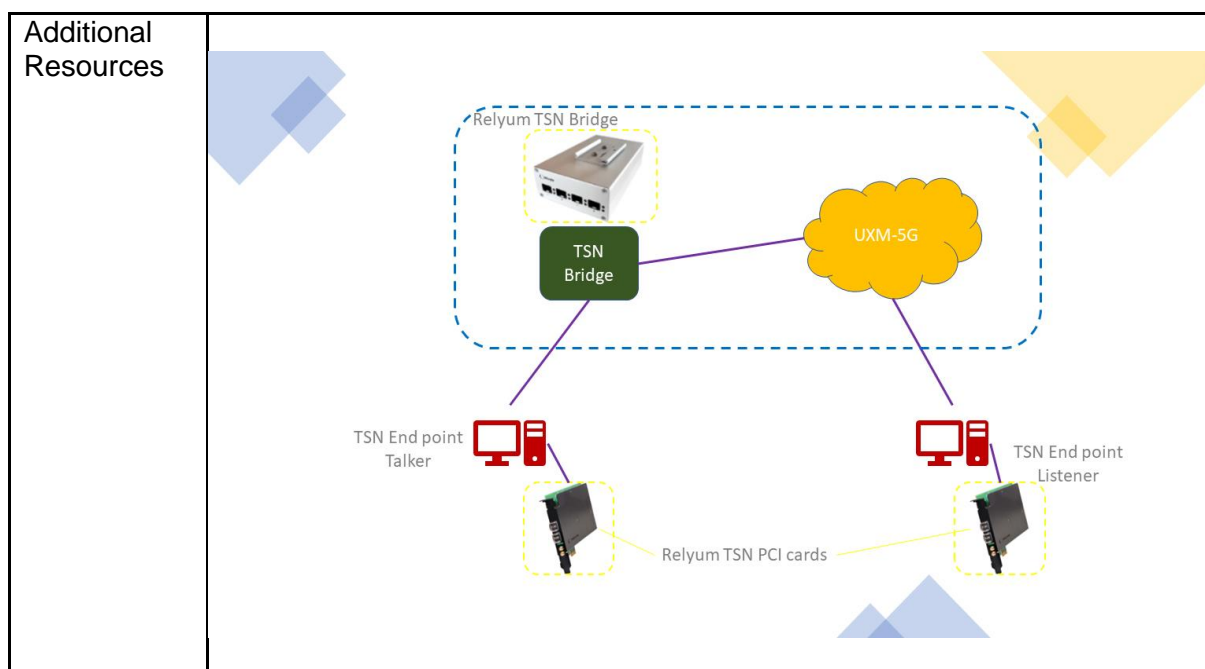 Additional
Resources
Relyum TSN Bridge
TSN
Bridge
UXM-5G
TSN End point
Talker
TSN End point
Listener
Relyum TSN PCI cards